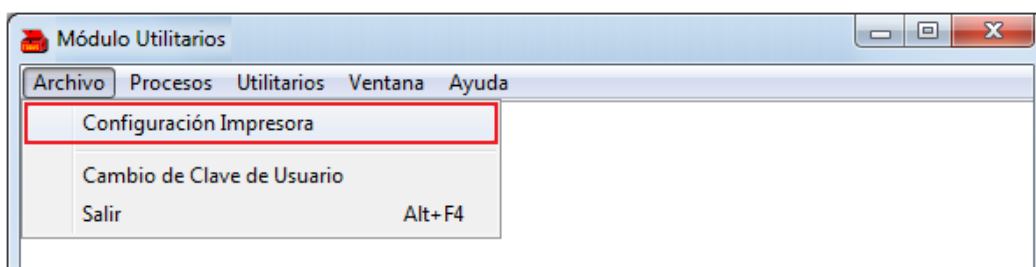 Módulo Utilitarios
Archivo Procesos Utilitarios Ventana Ayuda
Configuración Impresora
Cambio de Clave de Usuario
Salir Alt+F4